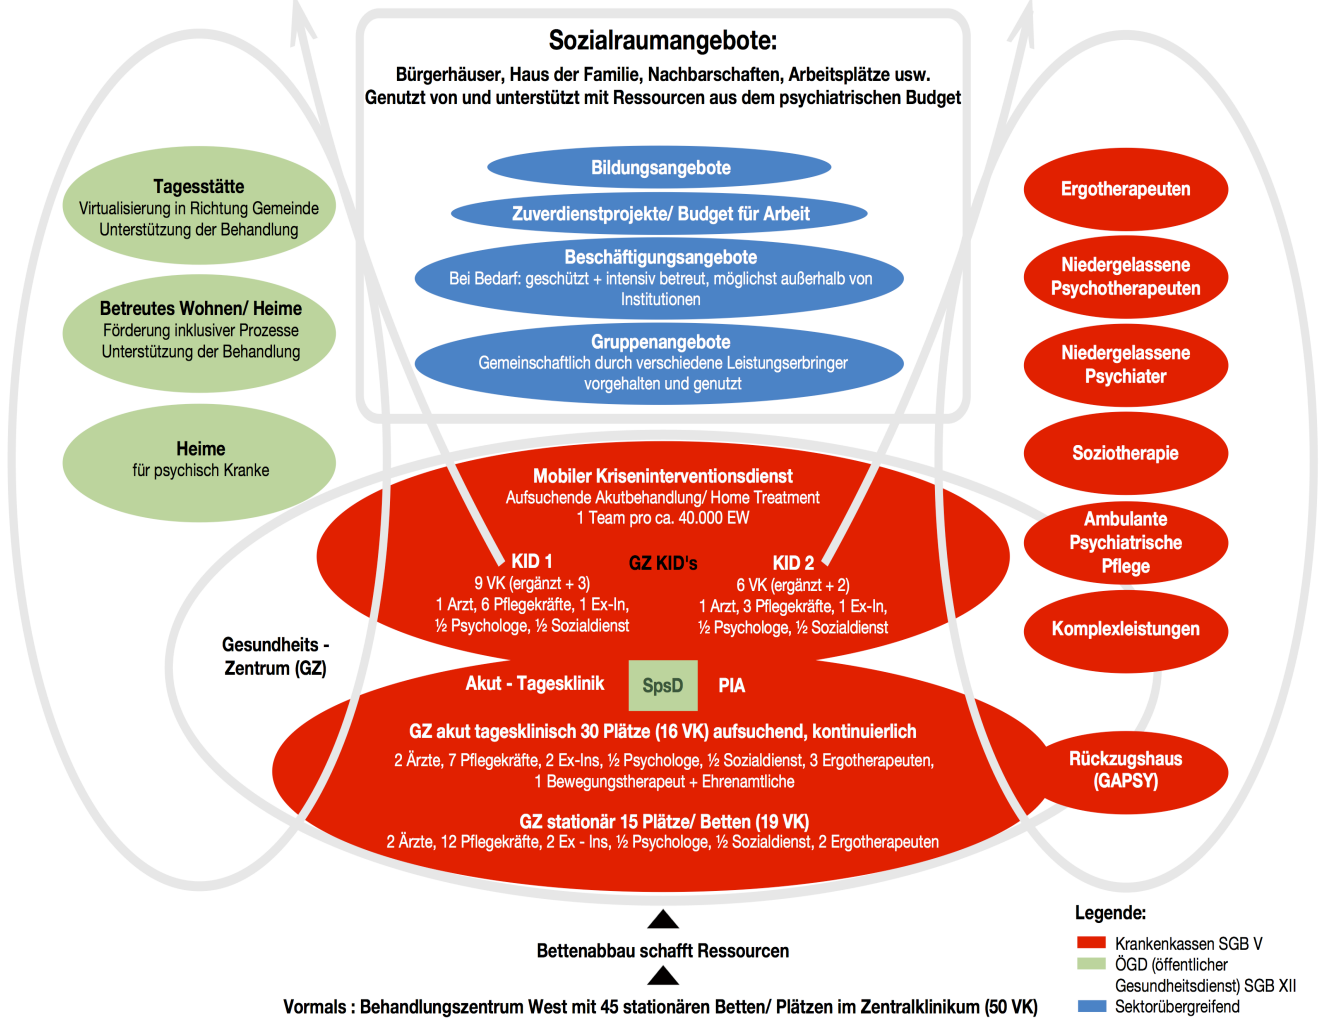 Sozialraumangebote:
Bürgerhäuser, Haus der Familie, Nachbarschaften, Arbeitsplätze usw.
Genutzt von und unterstützt mit Ressourcen aus dem psychiatrischen Budget
Bildungsangebote
Zuverdienstprojekte/ Budget für Arbeit
Beschäftigungsangebote
Bei Bedarf: geschützt + intensiv betreut, möglichst außerhalb von
Institutionen
Gruppenangebote
Gemeinschaftlich durch verschiedene Leistungserbringer
vorgehalten und genutzt
Tagesstätte
Virtualisierung in Richtung Gemeinde
Unterstützung der Behandlung
Betreutes Wohnen/ Heime
Förderung inklusiver Prozesse
Unterstützung der Behandlung
Heime
für psychisch Kranke
Ergotherapeuten
Niedergelassene
Psychotherapeuten
Niedergelassene
Psychiater
Soziotherapie
Ambulante
Psychiatrische
Pflege
Komplexleistungen
Rückzugshaus
(GAPSY)
Mobiler Kriseninterventionsdienst
Aufsuchende Akutbehandlung/ Home Treatment
1 Team pro ca. 40.000 EW
KID 1
9 VK (ergänzt + 3)
1 Arzt, 6 Pflegekräfte, 1 Ex-In,
½ Psychologe, ½ Sozialdienst
GZ KID's
KID 2
6 VK (ergänzt + 2)
1 Arzt, 3 Pflegekräfte, 1 Ex-In,
½ Psychologe, ½ Sozialdienst
Gesundheits -
Zentrum (GZ)
Akut - Tagesklinik
SpsD
PIA
GZ akut tagesklinisch 30 Plätze (16 VK) aufsuchend, kontinuierlich
2 Ärzte, 7 Pflegekräfte, 2 Ex-Ins, ½ Psychologe, ½ Sozialdienst, 3 Ergotherapeuten,
1 Bewegungstherapeut + Ehrenamtliche
GZ stationär 15 Plätze/ Betten (19 VK)
2 Ärzte, 12 Pflegekräfte, 2 Ex - Ins, ½ Psychologe, ½ Sozialdienst, 2 Ergotherapeuten
Bettenabbau schafft Ressourcen
Vormals : Behandlungszentrum West mit 45 stationären Betten/ Plätzen im Zentralklinikum (50 VK)
Legende:
Krankenkassen SGB V
ÖGD (öffentlicher
Gesundheitsdienst) SGB XII
Sektorübergreifend